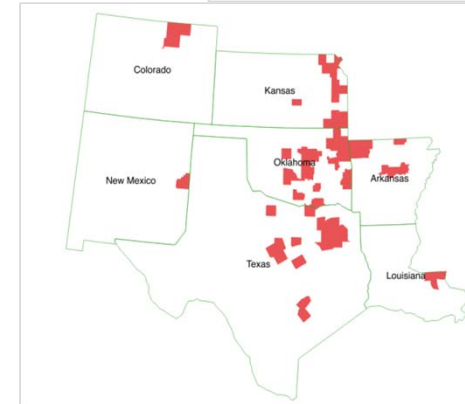 Colorado
Kansas
New Mexico
Oklahoma
Arkansas
Texas
Louisiana